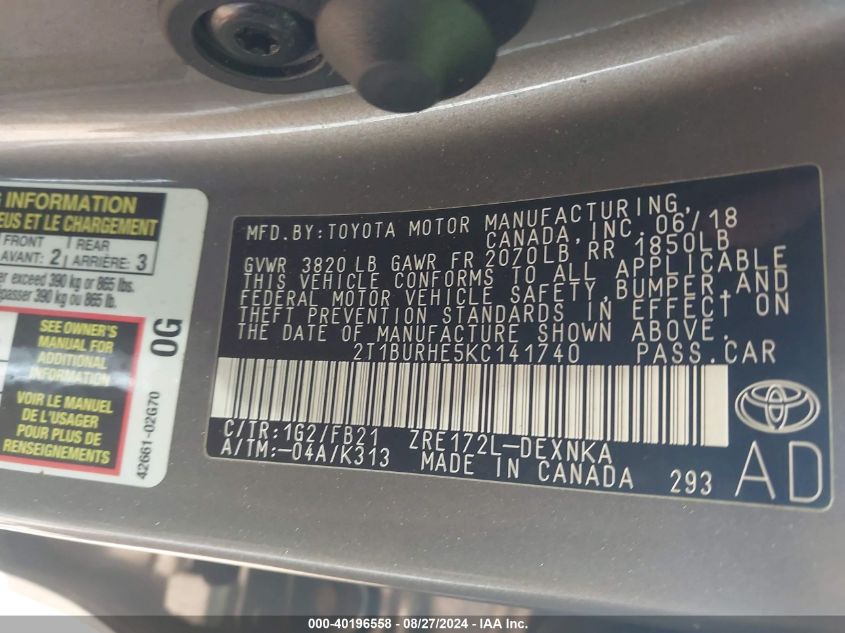 G INFORMATION
EUS ET LE CHARGEMENT
FRONT
AVANT: 2
REAR
ARRIÈRE: 3
er exceed 390 kg or 865 lbs.
passer 390 kg ou 865 lb.
SEE OWNER'S
MANUAL FOR
ADDITIONAL
INFORMATION
VOIR LE MANUEL
DE L'USAGER
POUR PLUS DE
RENSEIGNEMENTS
0G
42661-02G70
MFD.BY:TOYOTA MOTOR MANUFACTURING,
CANADA, INC. 06/18
GVWR 3820 LB GAWR FR 2070LB, RR 1850LB
THIS VEHICLE CONFORMS TO ALL APPLICABLE
FEDERAL MOTOR VEHICLE SAFETY,BUMPER,AND
THEFT PREVENTION STANDARDS IN EFFECT ON
THE DATE OF MANUFACTURE SHOWN ABOVE.
2T1BURHE5KC141740 PASS.CAR
C/TR:1G2/FB21 ZRE172L-DEXNKA
A/TM:-04A/K313 MADE IN CANADA 293
AD
000-40196558 - 08/27/2024 - IAA Inc.